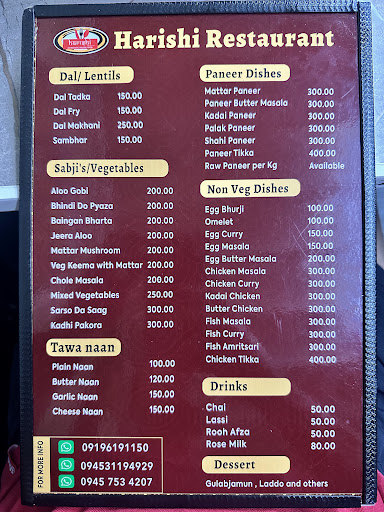 harishi
Harishi Restaurant
Dal/ Lentils
Dal Tadka 150.00
Dal Fry 150.00
Dal Makhani 250.00
Sambhar 150.00
Sabji's/Vegetables
Aloo Gobi 200.00
Bhindi Do Pyaza 200.00
Baingan Bharta 200.00
Jeera Aloo 200.00
Mattar Mushroom 200.00
Veg Keema with Mattar 200.00
Chole Masala 200.00
Mixed Vegetables 250.00
Sarso Da Saag 300.00
Kadhi Pakora 300.00
Tawa naan
Plain Naan 100.00
Butter Naan 120.00
Garlic Naan 150.00
Cheese Naan 150.00
FOR MORE INFO
09196191150
094531194929
0945 753 4207
Paneer Dishes
Mattar Paneer 300.00
Paneer Butter Masala 300.00
Kadai Paneer 300.00
Palak Paneer 300.00
Shahi Paneer 300.00
Paneer Tikka 400.00
Raw Paneer per Kg Available
Non Veg Dishes
Egg Bhurji 100.00
Omelet 100.00
Egg Curry 150.00
Egg Masala 150.00
Egg Butter Masala 200.00
Chicken Masala 300.00
Chicken Curry 300.00
Kadai Chicken 300.00
Butter Chicken 300.00
Fish Masala 300.00
Fish Curry 300.00
Fish Amritsari 300.00
Chicken Tikka 400.00
Drinks
Chai 50.00
Lassi 50.00
Rooh Afza 50.00
Rose Milk 80.00
Dessert
Gulabjamun , Laddo and others